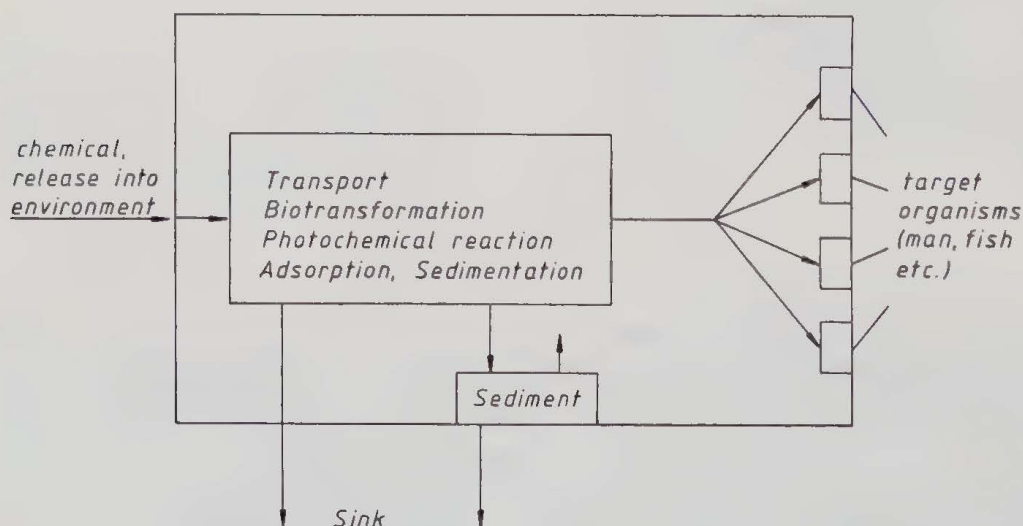 chemical,
release into
environment
Transport
Biotransformation
Photochemical reaction
Adsorption, Sedimentation
target
organisms
(man, fish
etc.)
Sediment
Sink